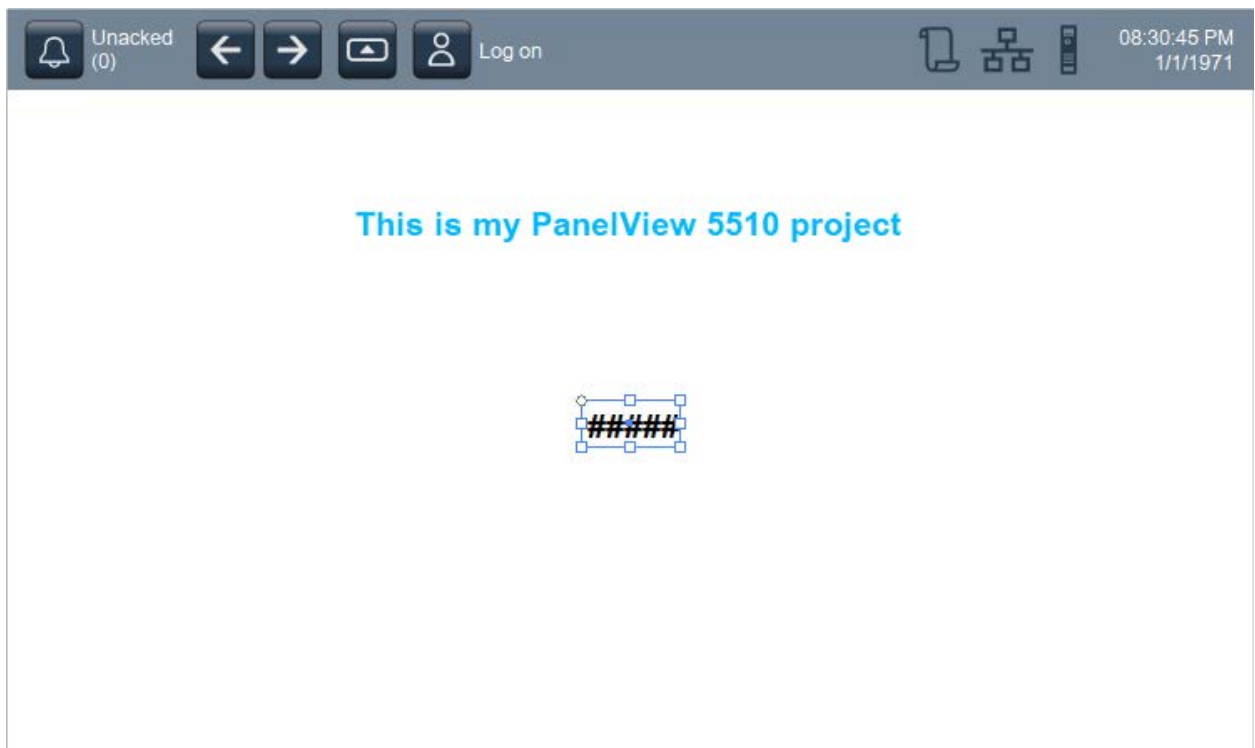 Unacked
(0)
Log on
08:30:45 PM
1/1/1971
This is my PanelView 5510 project
#####